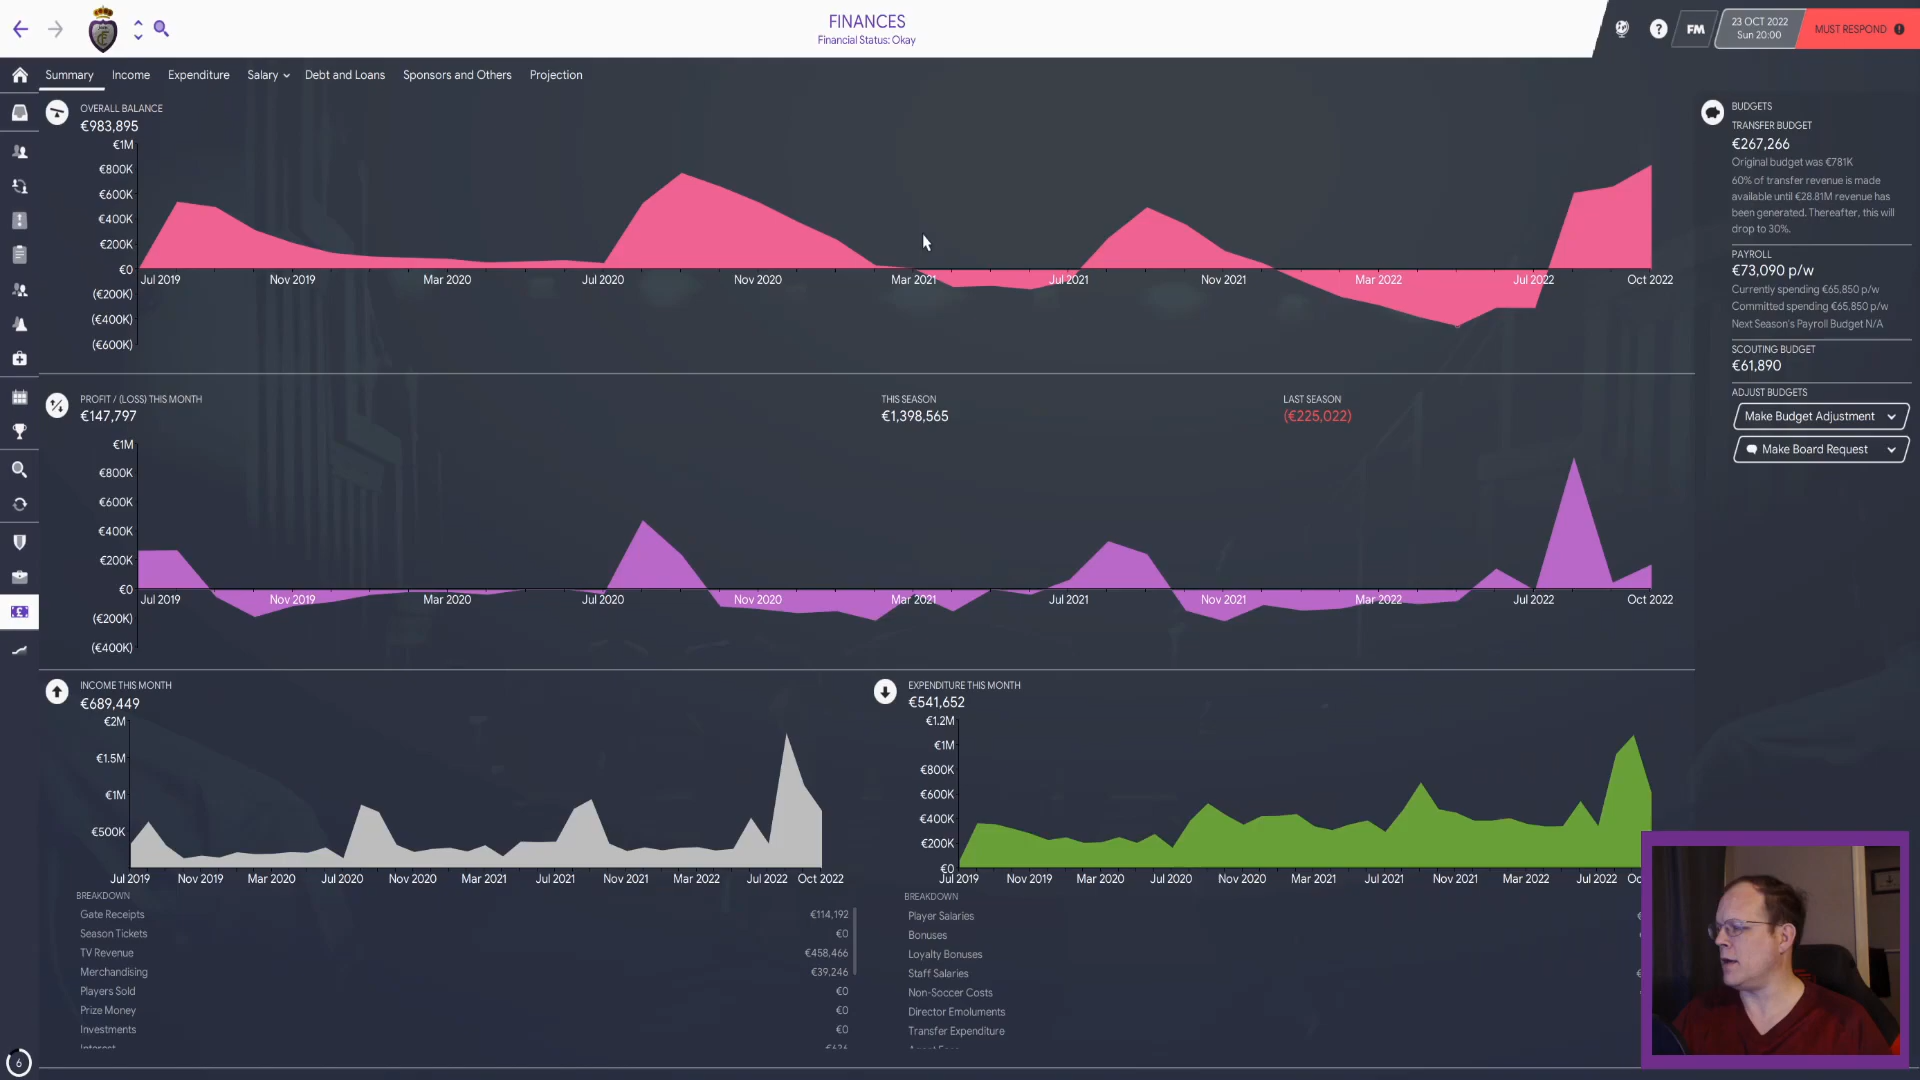 FINANCES
Financial Status: Okay
FM
23 OCT 2022
Sun 20:00
MUST RESPOND
Summary
Income
Expenditure
Salary
Debt and Loans
Sponsors and Others
Projection
OVERALL BALANCE
€983,895
€1M
€800K
€600K
€400K
€200K
€0
(€200K)
(€400K)
(€600K)
Jul 2019
Nov 2019
Mar 2020
Jul 2020
Nov 2020
Mar 2021
Jul 2021
Nov 2021
Mar 2022
Jul 2022
Oct 2022
PROFIT / (LOSS) THIS MONTH
€147,797
THIS SEASON
€1,398,565
LAST SEASON
(€225,022)
€1M
€800K
€600K
€400K
€200K
€0
(€200K)
(€400K)
Jul 2019
Nov 2019
Mar 2020
Jul 2020
Nov 2020
Mar 2021
Jul 2021
Nov 2021
Mar 2022
Jul 2022
Oct 2022
INCOME THIS MONTH
€689,449
€2M
€1.5M
€1M
€500K
Jul 2019
Nov 2019
Mar 2020
Jul 2020
Nov 2020
Mar 2021
Jul 2021
Nov 2021
Mar 2022
Jul 2022
Oct 2022
BREAKDOWN
Gate Receipts €114,192
Season Tickets €0
TV Revenue €458,466
Merchandising €39,246
Players Sold €0
Prize Money €0
Investments €0
EXPENDITURE THIS MONTH
€541,652
€1.2M
€1M
€800K
€600K
€400K
€200K
€0
Jul 2019
Nov 2019
Mar 2020
Jul 2020
Nov 2020
Mar 2021
Jul 2021
Nov 2021
Mar 2022
Jul 2022
BREAKDOWN
Player Salaries
Bonuses
Loyalty Bonuses
Staff Salaries
Non-Soccer Costs
Director Emoluments
Transfer Expenditure
BUDGETS
TRANSFER BUDGET
€267,266
Original budget was €781K
60% of transfer revenue is made
available until €28.81M revenue has
been generated. Thereafter, this will
drop to 30%.
PAYROLL
€73,090 p/w
Currently spending €65,850 p/w
Committed spending €65,850 p/w
Next Season's Payroll Budget N/A
SCOUTING BUDGET
€61,890
ADJUST BUDGETS
Make Budget Adjustment
Make Board Request
6